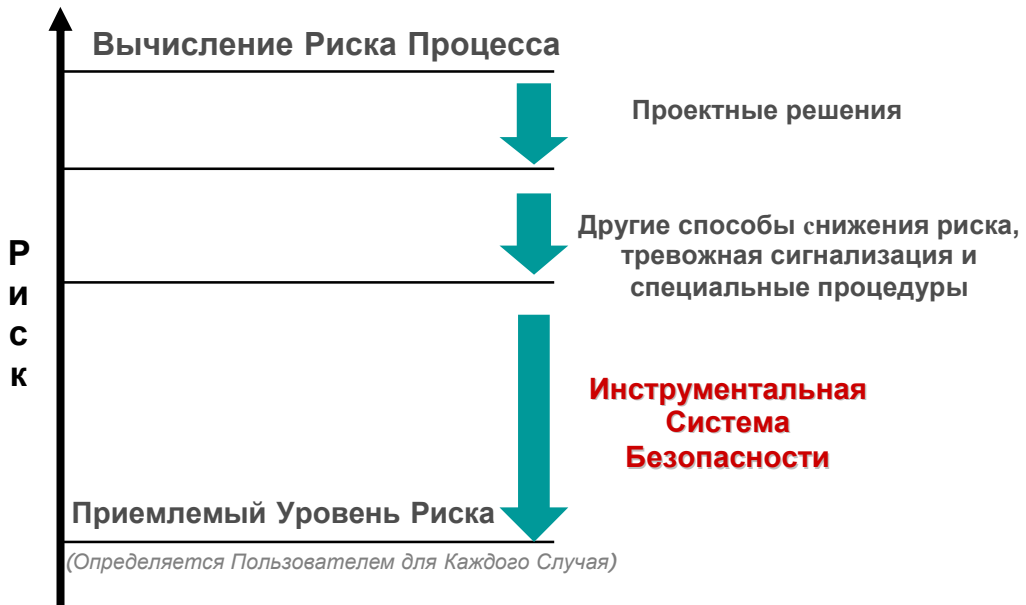 Вычисление Риска Процесса
Проектные решения
Другие способы снижения риска,
тревожная сигнализация и
специальные процедуры
Р
и
с
к
Инструментальная
Система
Безопасности
Приемлемый Уровень Риска
(Определяется Пользователем для Каждого Случая)